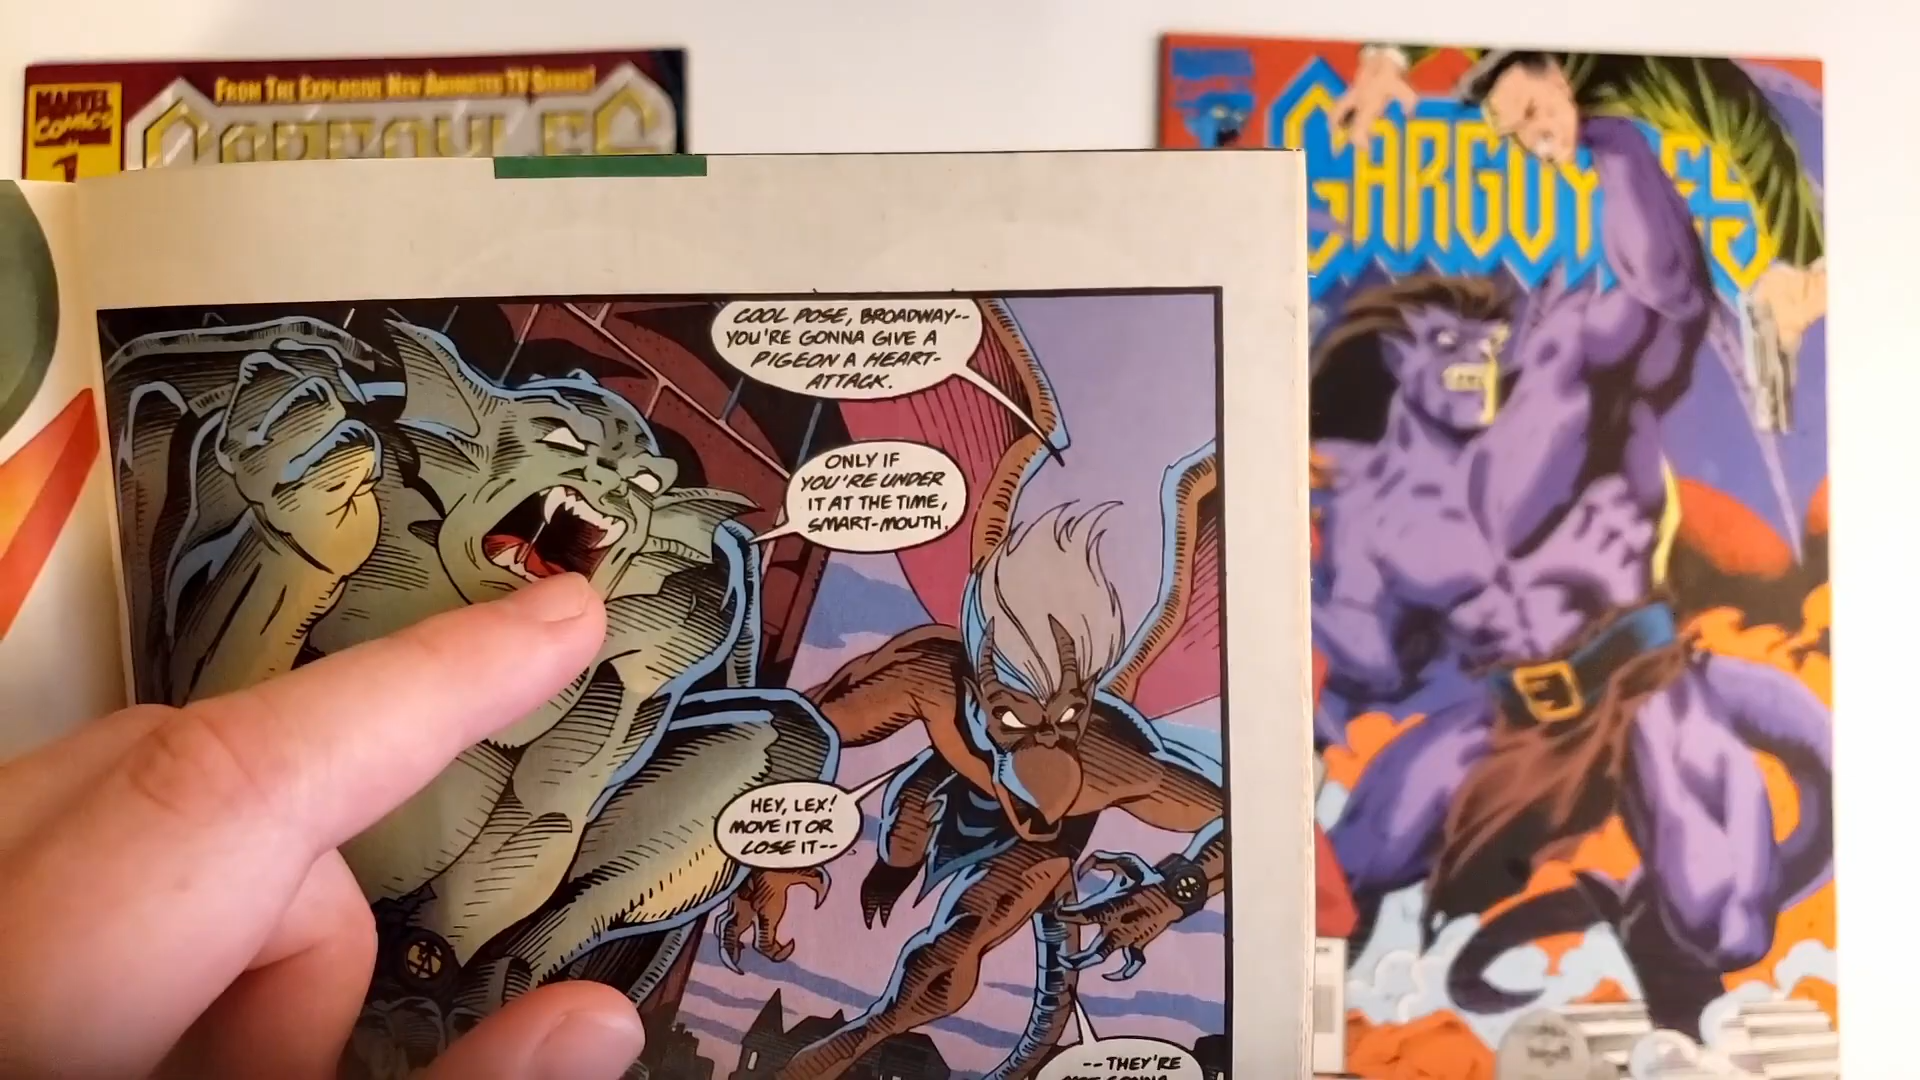 FROM THE EXPLOSIVE NEW ANIMATED TV SERIES!
MARVEL
COMICS
1
GARGOYLES
GARGOYLES
COOL POSE, BROADWAY--
YOU'RE GONNA GIVE A
PIGEON A HEART-
ATTACK.
ONLY IF
YOU'RE UNDER
IT AT THE TIME,
SMART-MOUTH.
HEY, LEX!
MOVE IT OR
LOSE IT--
--THEY'RE